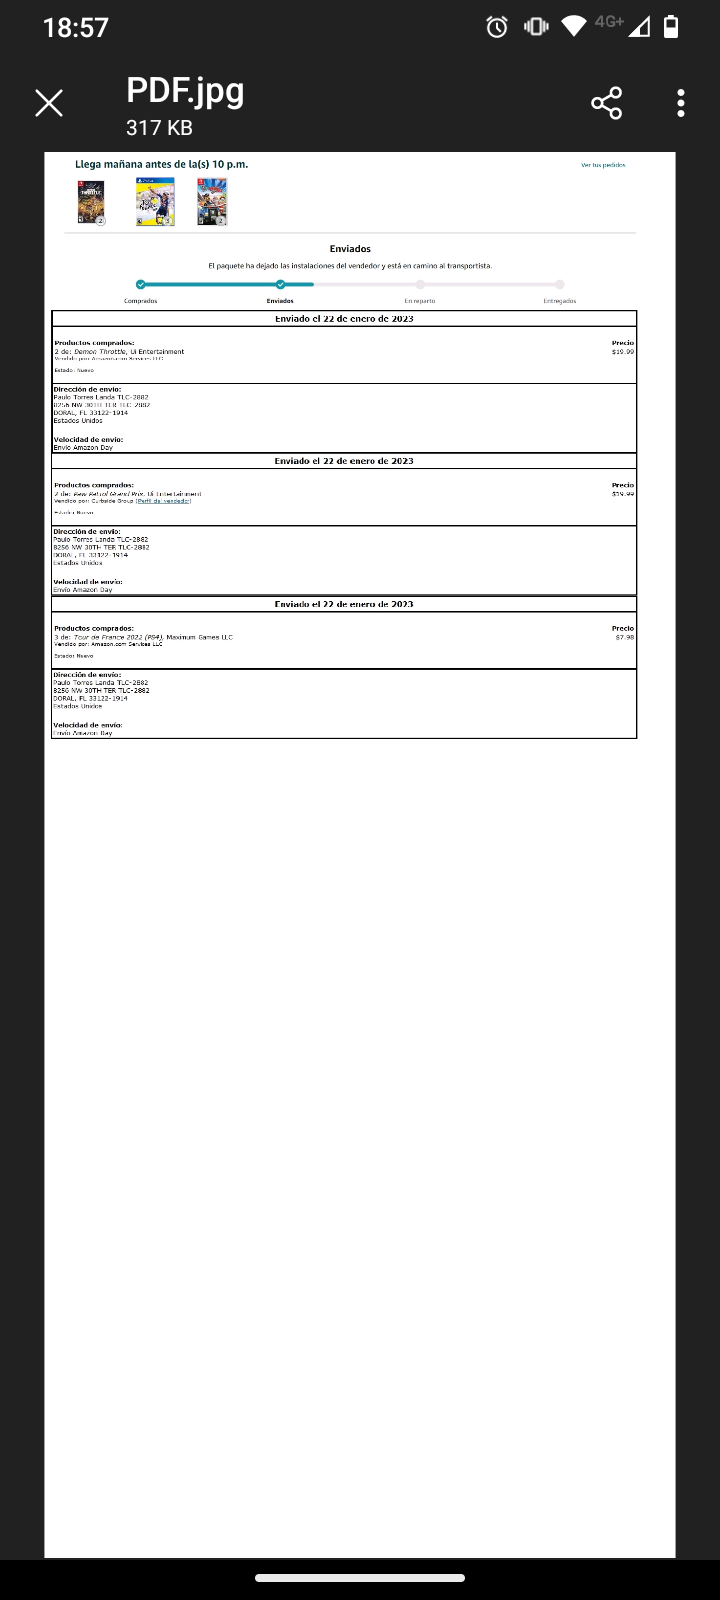 18:57
4G+
PDF.jpg
317 KB
Llega mañana antes de la(s) 10 p.m.
Ver tus pedidos
Enviados
El paquete ha dejado las instalaciones del vendedor y está en camino al transportista.
Comprados
Enviados
En reparto
Entregados
Enviado el 22 de enero de 2023
Productos comprados:
Precio
2 de: Demon Throttle, Ui Entertainment
$19.99
Vendido por: Amazon.com Services LLC
Estado: Nuevo
Dirección de envío:
Paulo Torres Landa TLC-2882
8256 NW 30TH TER TLC-2882
DORAL, FL 33122-1914
Estados Unidos
Velocidad de envío:
Envío Amazon Day
Enviado el 22 de enero de 2023
Productos comprados:
Precio
2 de: Paw Patrol Grand Prix, Ui Entertainment
$19.99
Vendido por: Curbside Group (Perfil del vendedor)
Estado: Nuevo
Dirección de envío:
Paulo Torres Landa TLC-2882
8256 NW 30TH TER TLC-2882
DORAL, FL 33122-1914
Estados Unidos
Velocidad de envío:
Envío Amazon Day
Enviado el 22 de enero de 2023
Productos comprados:
Precio
3 de: Tour de France 2022 (PS4), Maximum Games LLC
$7.98
Vendido por: Amazon.com Services LLC
Estado: Nuevo
Dirección de envío:
Paulo Torres Landa TLC-2882
8256 NW 30TH TER TLC-2882
DORAL, FL 33122-1914
Estados Unidos
Velocidad de envío:
Envío Amazon Day